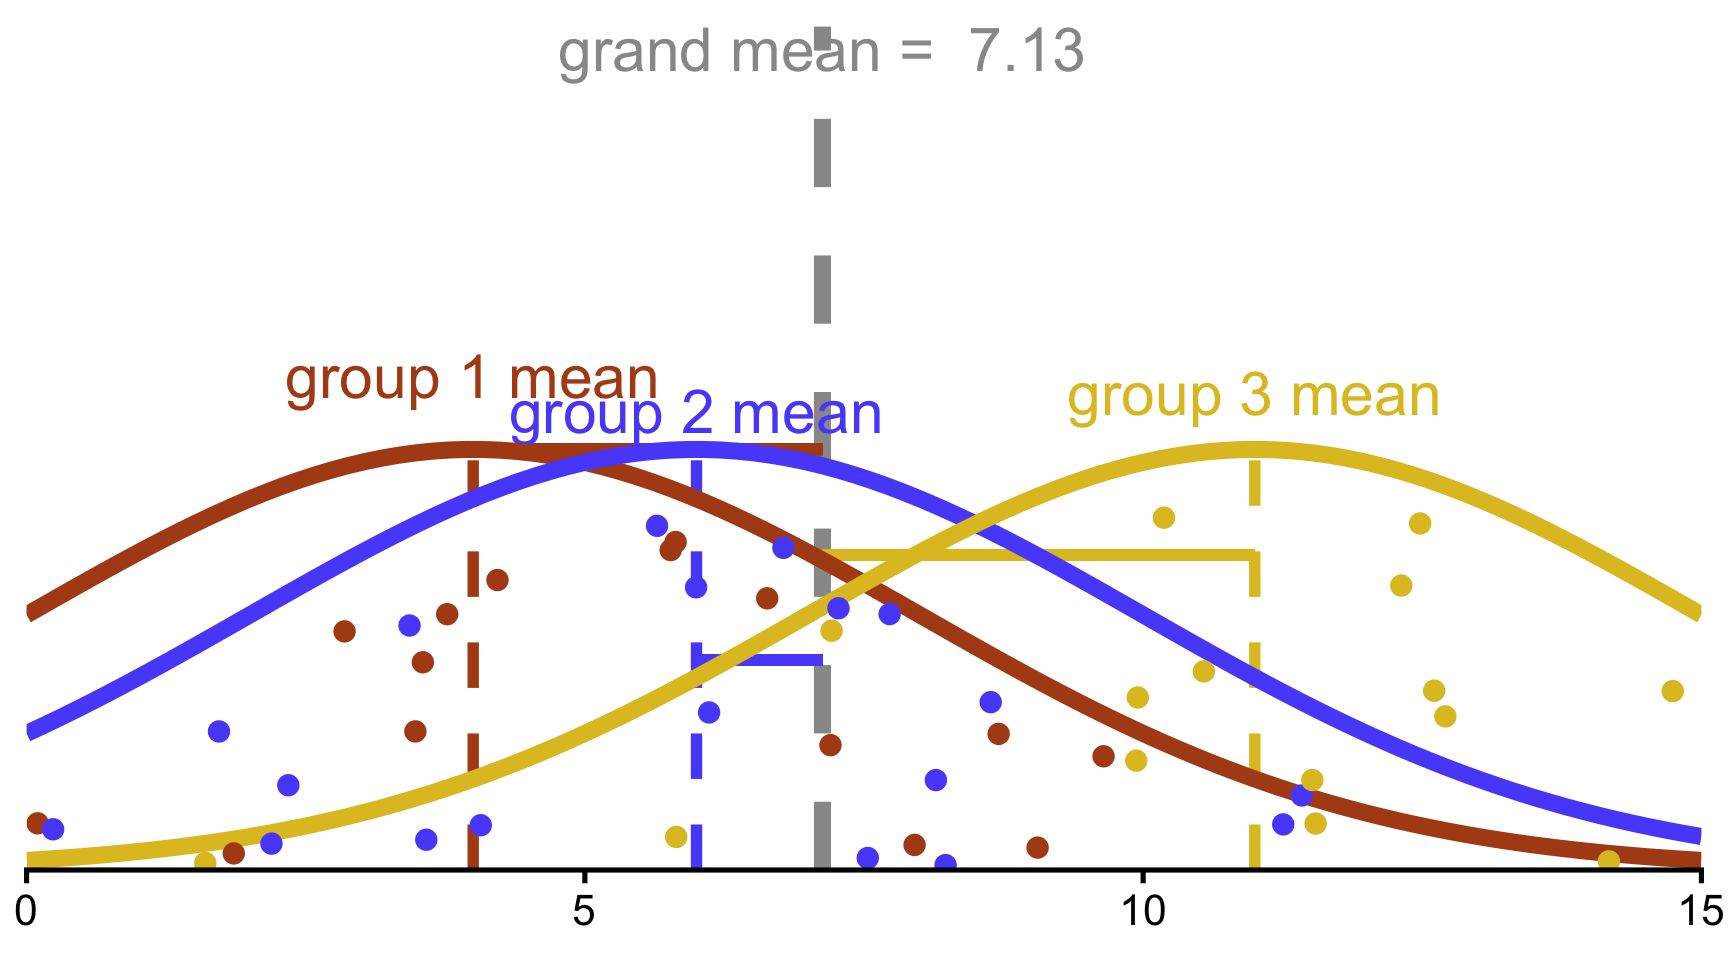 grand mean =  7.13
group 1 mean
group 2 mean
group 3 mean
0 5 10 15